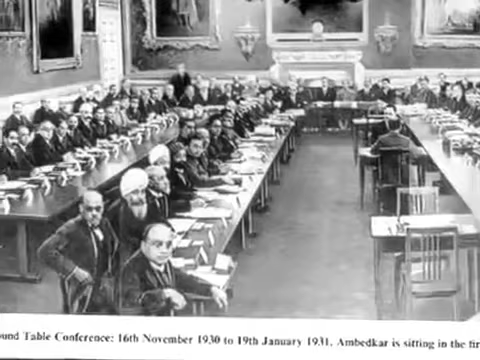 ound Table Conference: 16th November 1930 to 19th January 1931. Ambedkar is sitting in the fir